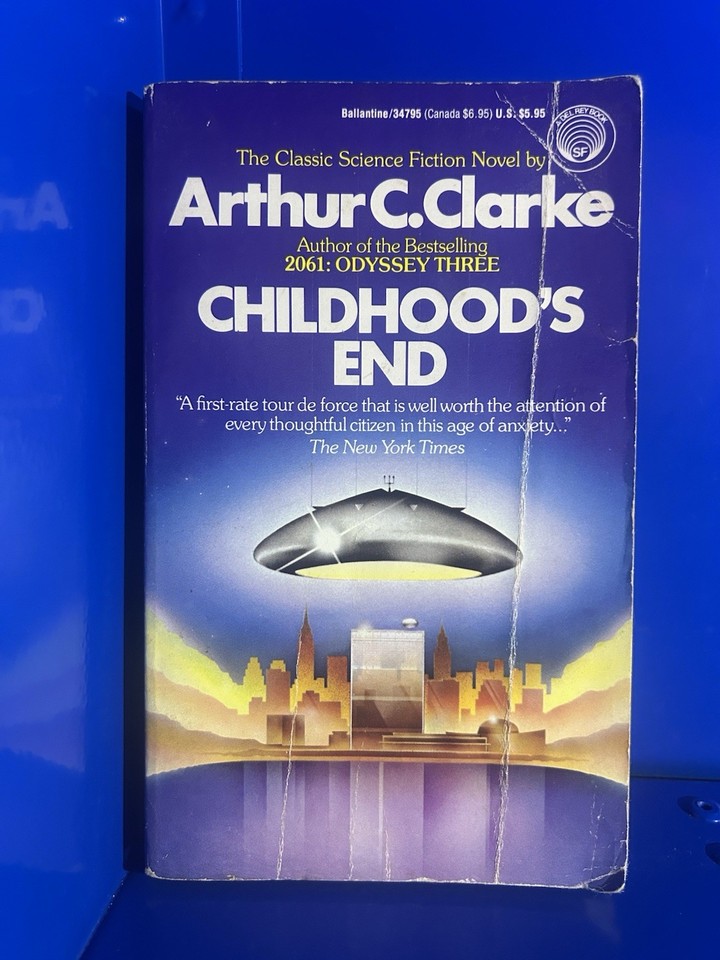 Ballantine/34795 (Canada $6.95) U.S. $5.95
A DEL REY BOOK
SF
The Classic Science Fiction Novel by
Arthur C. Clarke
Author of the Bestselling
2061: ODYSSEY THREE
CHILDHOOD'S
END
“A first-rate tour de force that is well worth the attention of
every thoughtful citizen in this age of anxiety...”
The New York Times